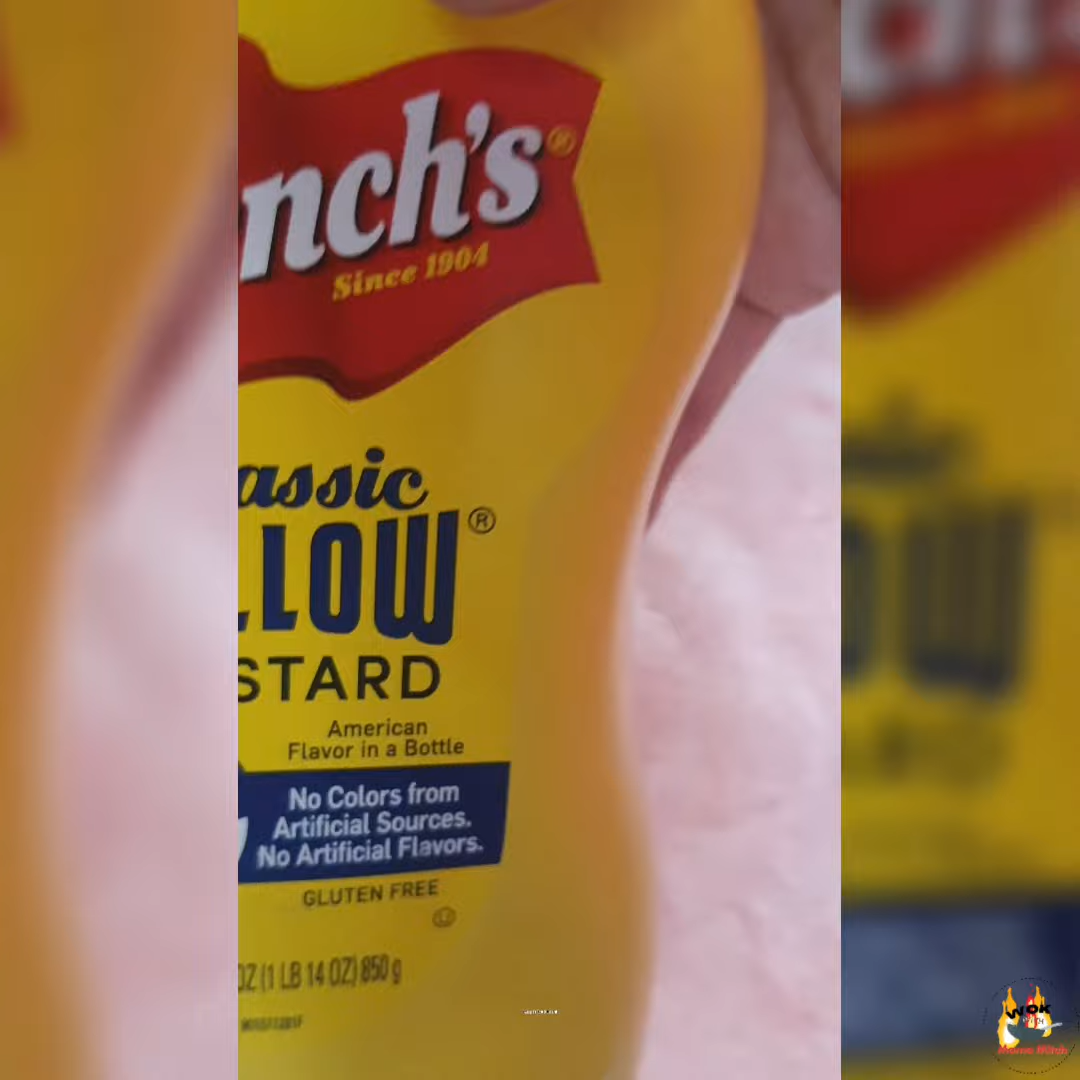 nch's®
Since 1904
assic
LLOW®
STARD
American
Flavor in a Bottle
No Colors from
Artificial Sources.
No Artificial Flavors.
GLUTEN FREE
OZ (1 LB 14 OZ) 850 g
WOK